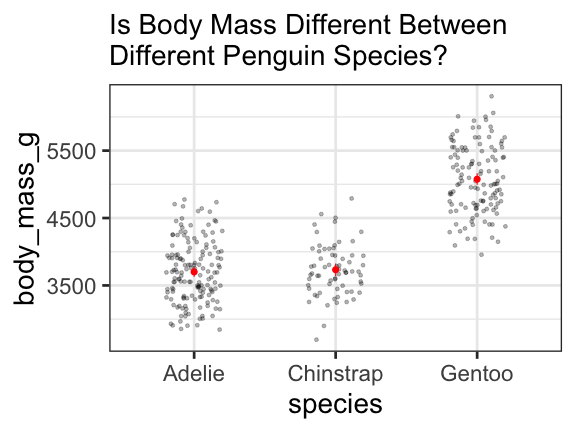 Is Body Mass Different Between
Different Penguin Species?
body_mass_g
5500
4500
3500
Adelie
Chinstrap
Gentoo
species